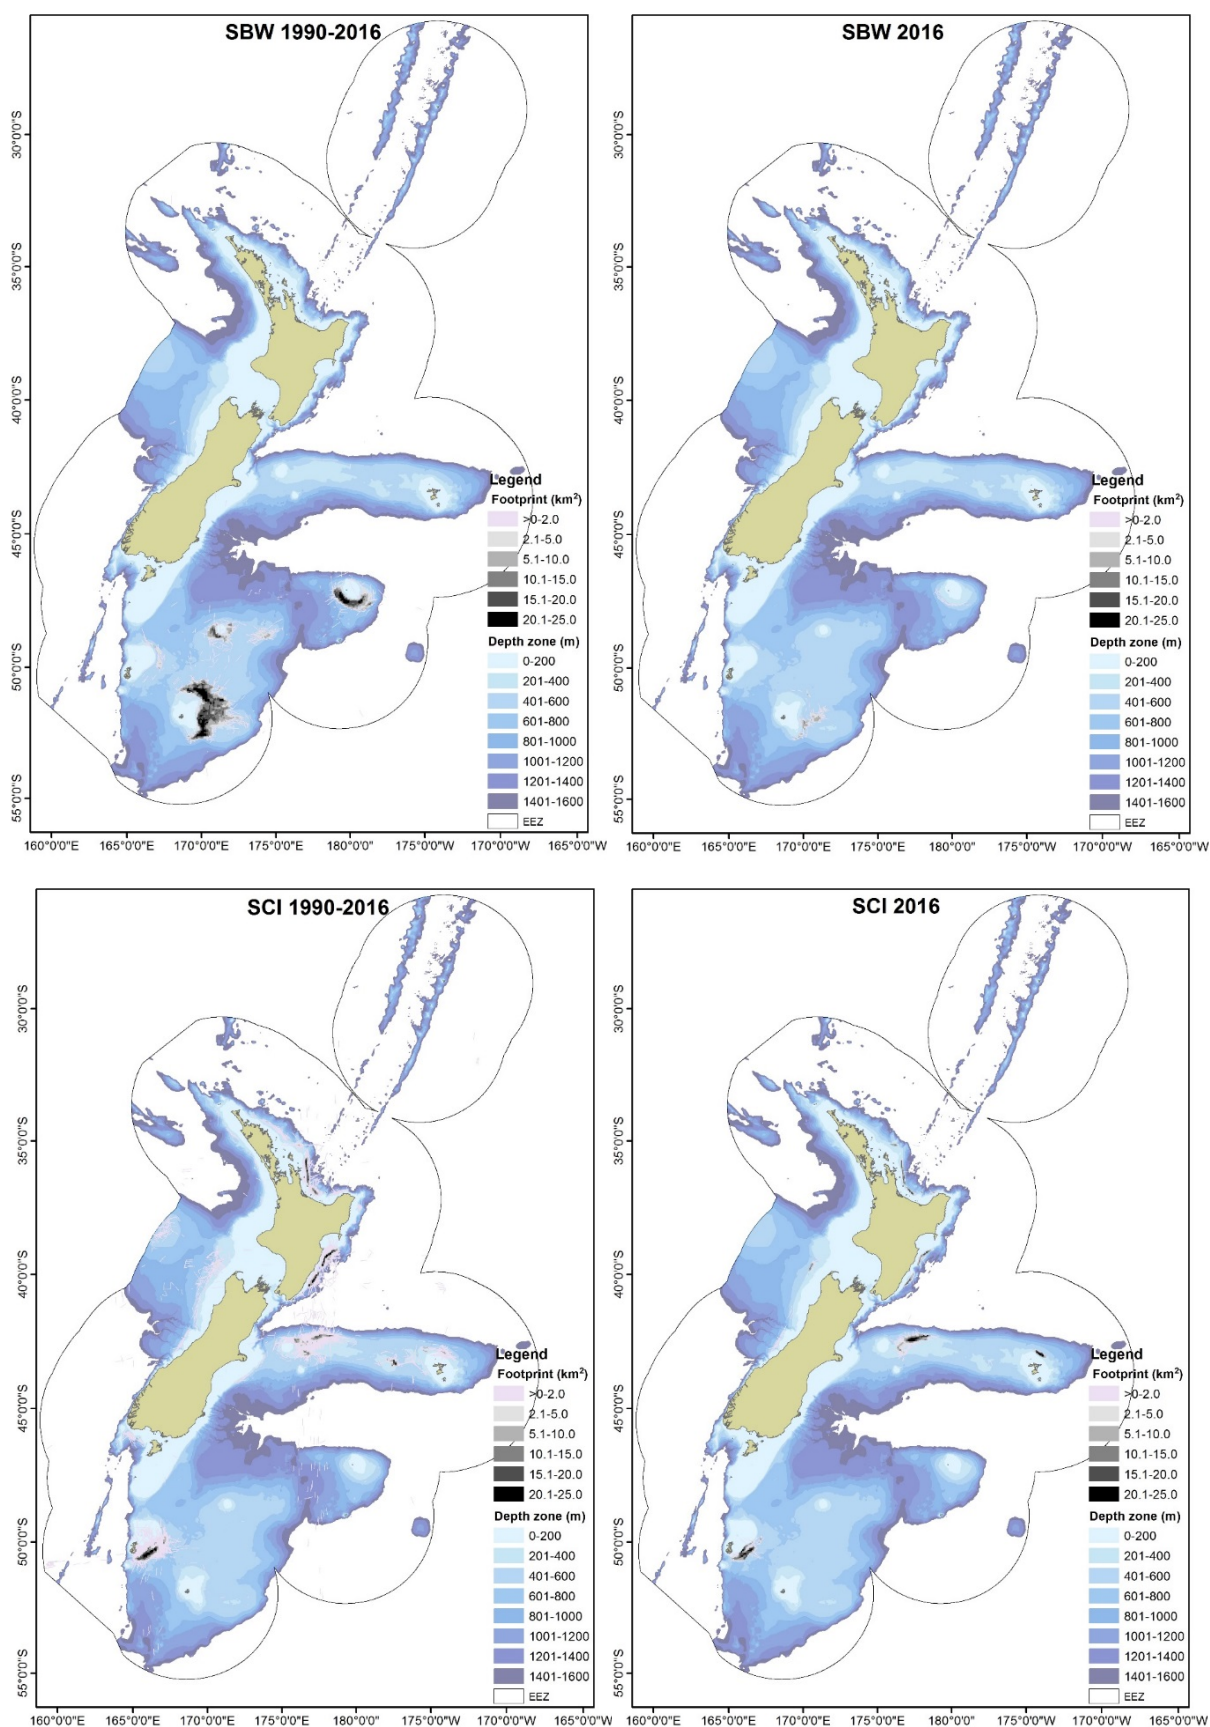 SBW 1990-2016
30°0'0"S
35°0'0"S
40°0'0"S
45°0'0"S
50°0'0"S
55°0'0"S
Legend
Footprint (km²)
>0-2.0
2.1-5.0
5.1-10.0
10.1-15.0
15.1-20.0
20.1-25.0
Depth zone (m)
0-200
201-400
401-600
601-800
801-1000
1001-1200
1201-1400
1401-1600
EEZ
160°0'0"E 165°0'0"E 170°0'0"E 175°0'0"E 180°0'0" 175°0'0"W 170°0'0"W 165°0'0"W
SBW 2016
30°0'0"S
35°0'0"S
40°0'0"S
45°0'0"S
50°0'0"S
55°0'0"S
Legend
Footprint (km²)
>0-2.0
2.1-5.0
5.1-10.0
10.1-15.0
15.1-20.0
20.1-25.0
Depth zone (m)
0-200
201-400
401-600
601-800
801-1000
1001-1200
1201-1400
1401-1600
EEZ
160°0'0"E 165°0'0"E 170°0'0"E 175°0'0"E 180°0'0" 175°0'0"W 170°0'0"W 165°0'0"W
SCI 1990-2016
30°0'0"S
35°0'0"S
40°0'0"S
45°0'0"S
50°0'0"S
55°0'0"S
Legend
Footprint (km²)
>0-2.0
2.1-5.0
5.1-10.0
10.1-15.0
15.1-20.0
20.1-25.0
Depth zone (m)
0-200
201-400
401-600
601-800
801-1000
1001-1200
1201-1400
1401-1600
EEZ
160°0'0"E 165°0'0"E 170°0'0"E 175°0'0"E 180°0'0" 175°0'0"W 170°0'0"W 165°0'0"W
SCI 2016
30°0'0"S
35°0'0"S
40°0'0"S
45°0'0"S
50°0'0"S
55°0'0"S
Legend
Footprint (km²)
>0-2.0
2.1-5.0
5.1-10.0
10.1-15.0
15.1-20.0
20.1-25.0
Depth zone (m)
0-200
201-400
401-600
601-800
801-1000
1001-1200
1201-1400
1401-1600
EEZ
160°0'0"E 165°0'0"E 170°0'0"E 175°0'0"E 180°0'0" 175°0'0"W 170°0'0"W 165°0'0"W